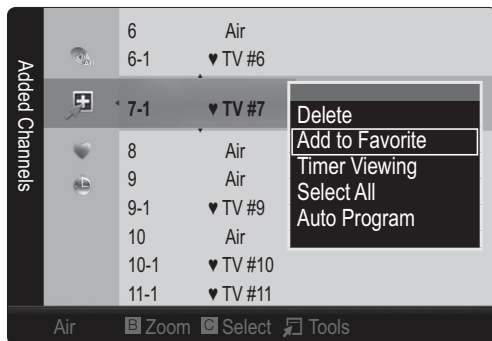 Added Channels
6 Air
6-1 ♥ TV #6
7-1 ♥ TV #7
8 Air
9 Air
9-1 ♥ TV #9
10 Air
10-1 ♥ TV #10
11-1 ♥ TV #11
Delete
Add to Favorite
Timer Viewing
Select All
Auto Program
Air B Zoom C Select Tools